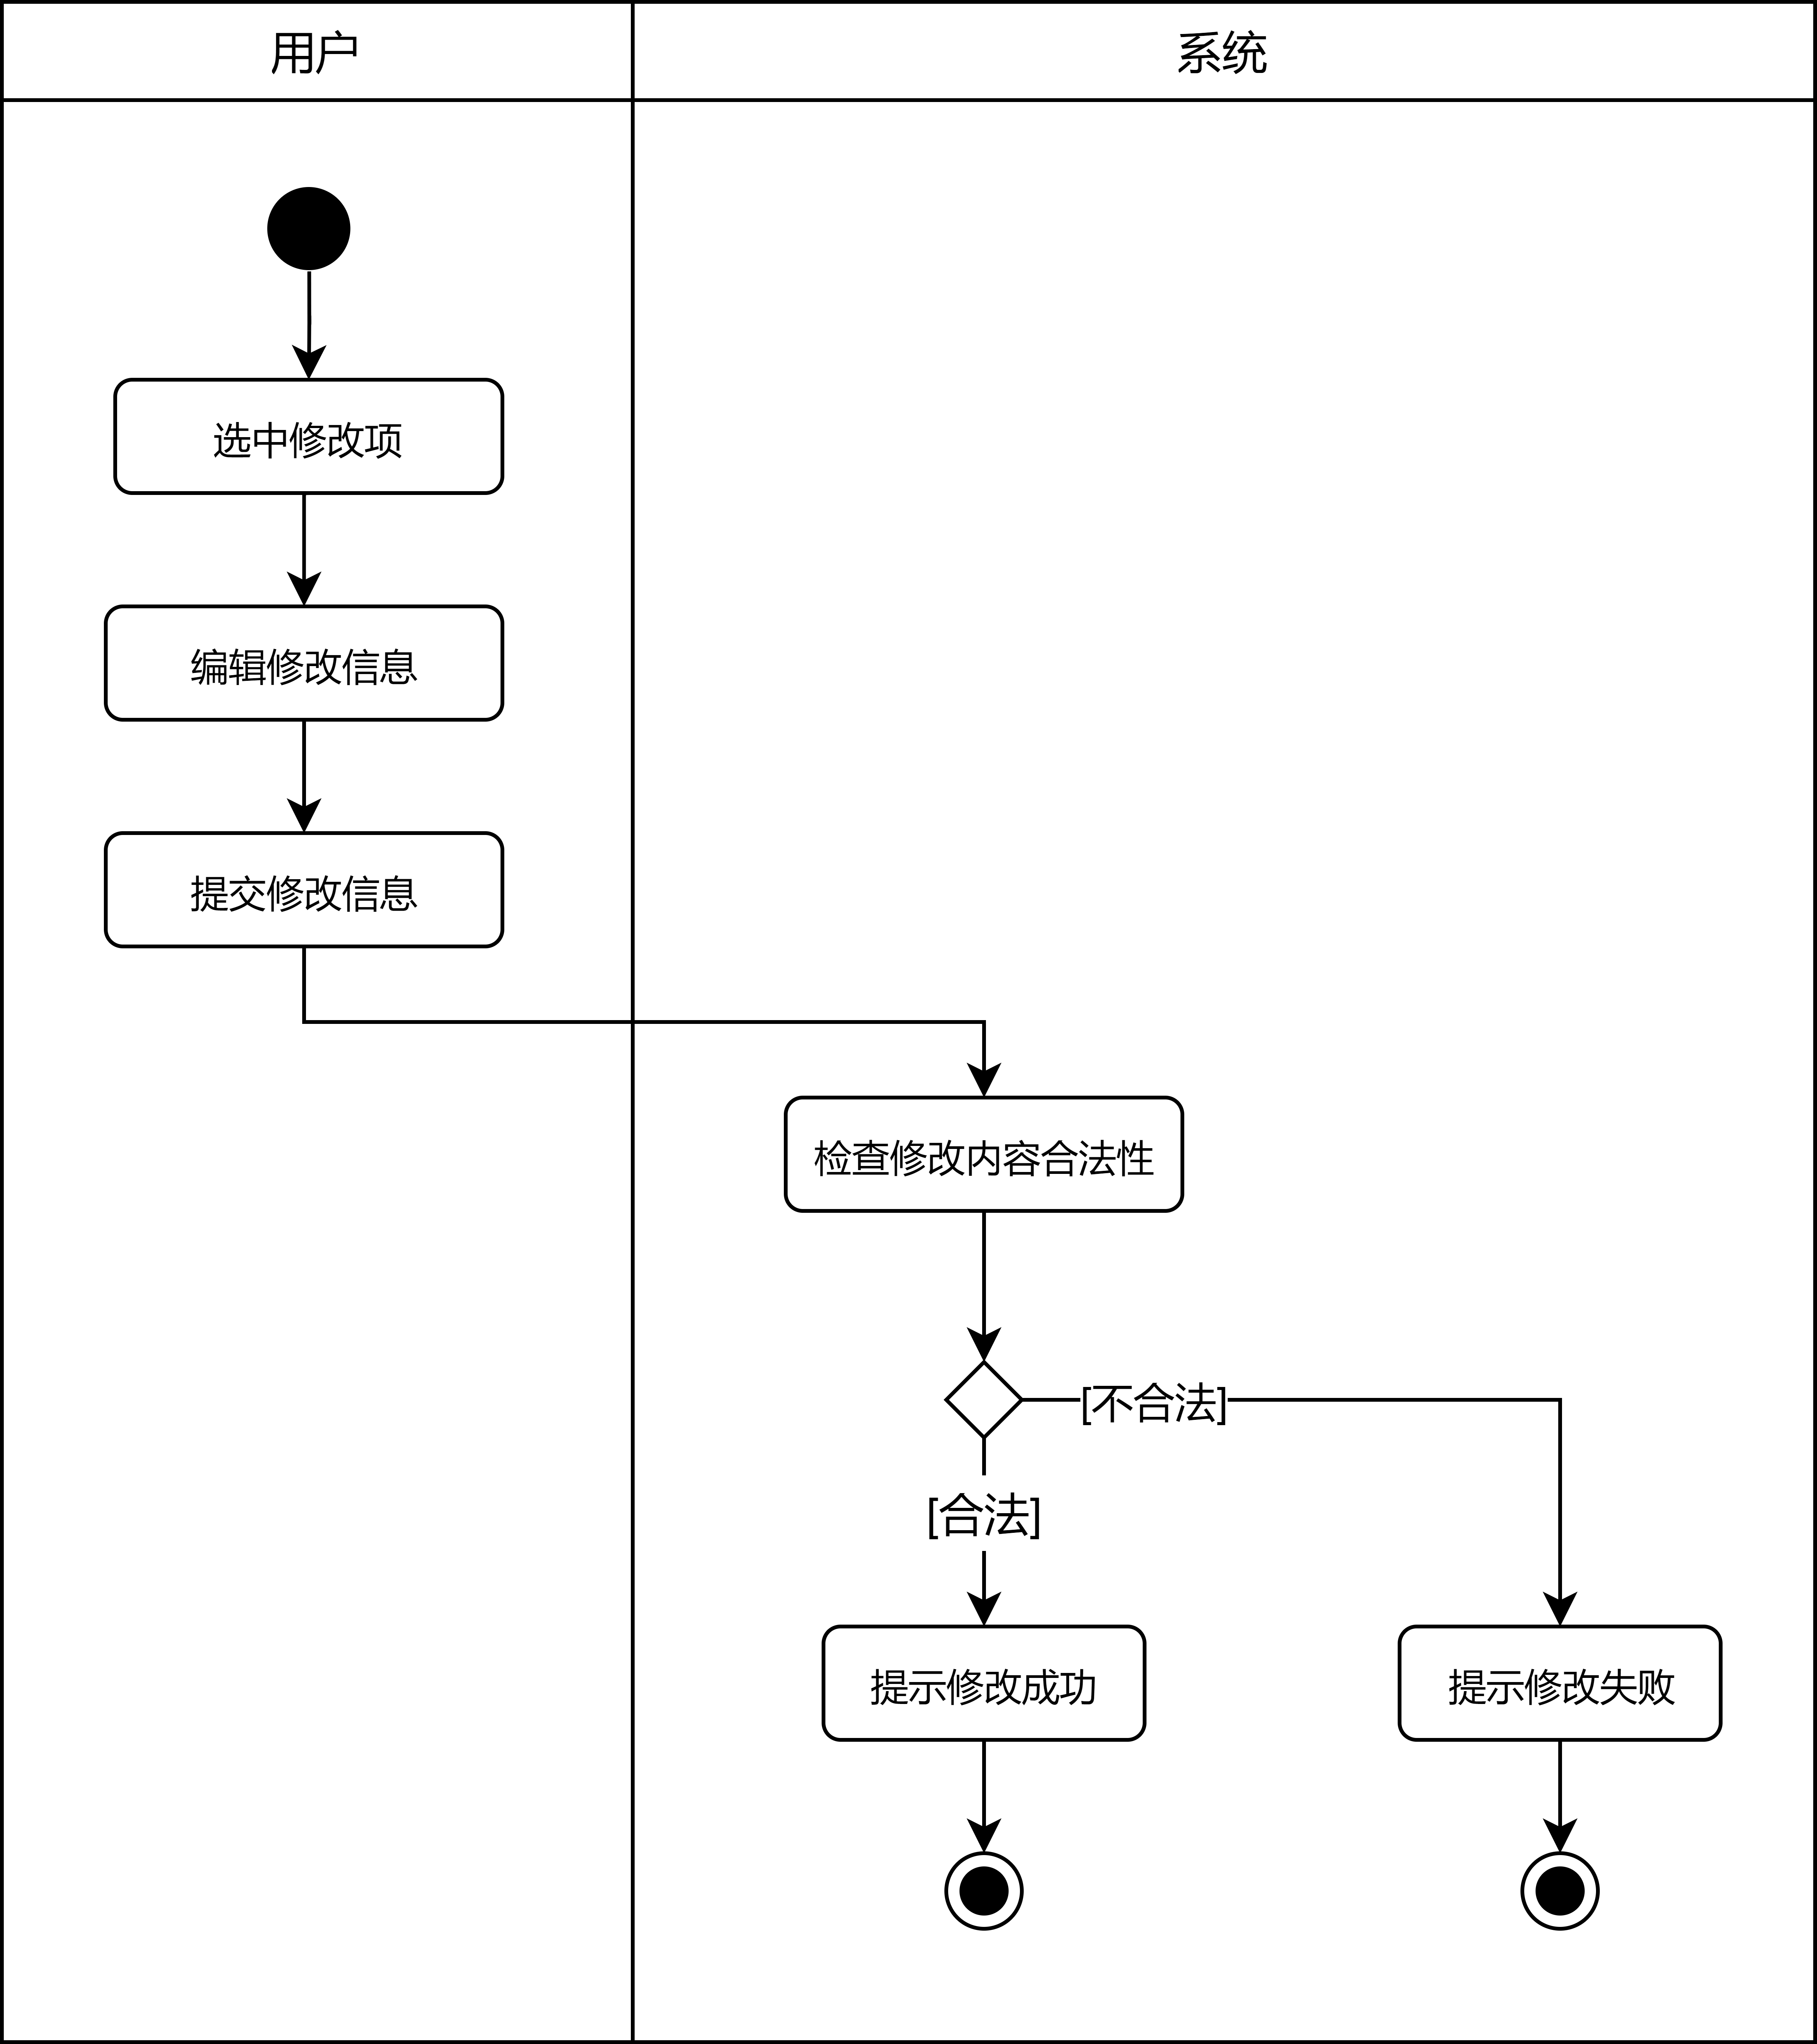 用户
系统
选中修改项
编辑修改信息
提交修改信息
检查修改内容合法性
[不合法]
[合法]
提示修改成功
提示修改失败